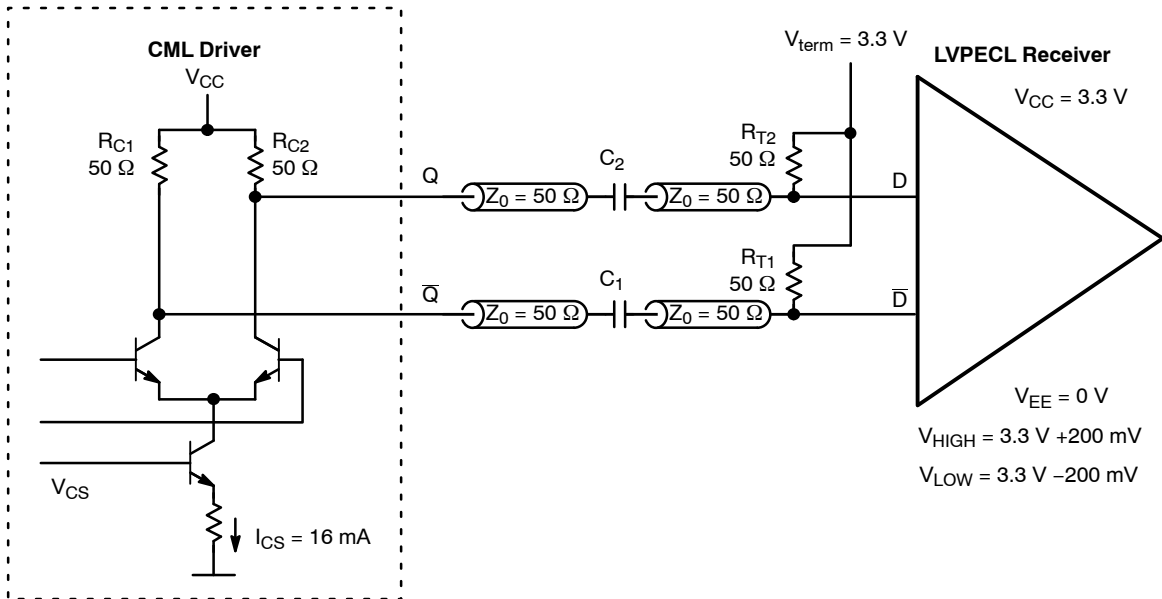 CML Driver
V_CC
R_C1
50 Ω
R_C2
50 Ω
Q
Z_0 = 50 Ω
C_2
Z_0 = 50 Ω
V_term = 3.3 V
R_T2
50 Ω
D
LVPECL Receiver
V_CC = 3.3 V
Q̅
Z_0 = 50 Ω
C_1
Z_0 = 50 Ω
R_T1
50 Ω
D̅
V_EE = 0 V
V_HIGH = 3.3 V +200 mV
V_LOW = 3.3 V −200 mV
V_CS
I_CS = 16 mA